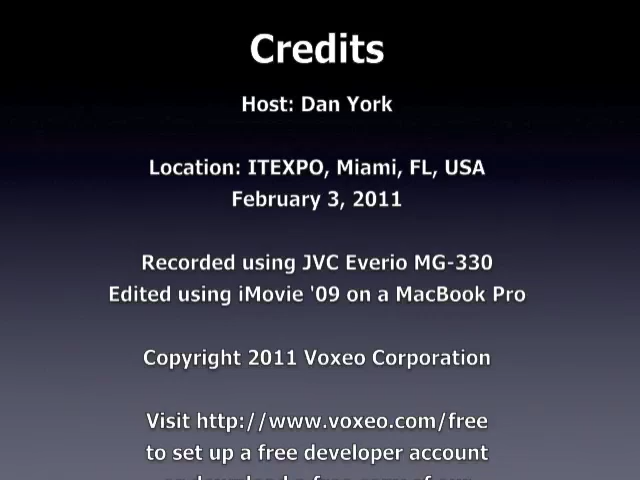 Credits
Host: Dan York
Location: ITEXPO, Miami, FL, USA
February 3, 2011
Recorded using JVC Everio MG-330
Edited using iMovie '09 on a MacBook Pro
Copyright 2011 Voxeo Corporation
Visit http://www.voxeo.com/free
to set up a free developer account